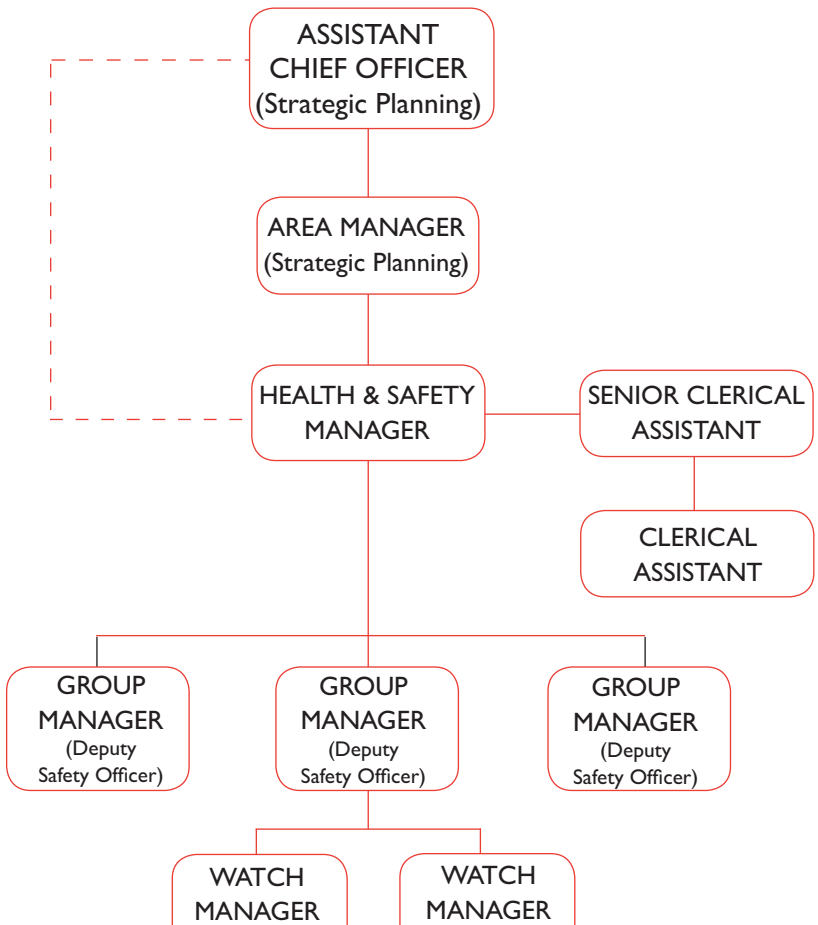 ASSISTANT
CHIEF OFFICER
(Strategic Planning)
AREA MANAGER
(Strategic Planning)
HEALTH & SAFETY
MANAGER
SENIOR CLERICAL
ASSISTANT
CLERICAL
ASSISTANT
GROUP
MANAGER
(Deputy
Safety Officer)
GROUP
MANAGER
(Deputy
Safety Officer)
GROUP
MANAGER
(Deputy
Safety Officer)
WATCH
MANAGER
WATCH
MANAGER